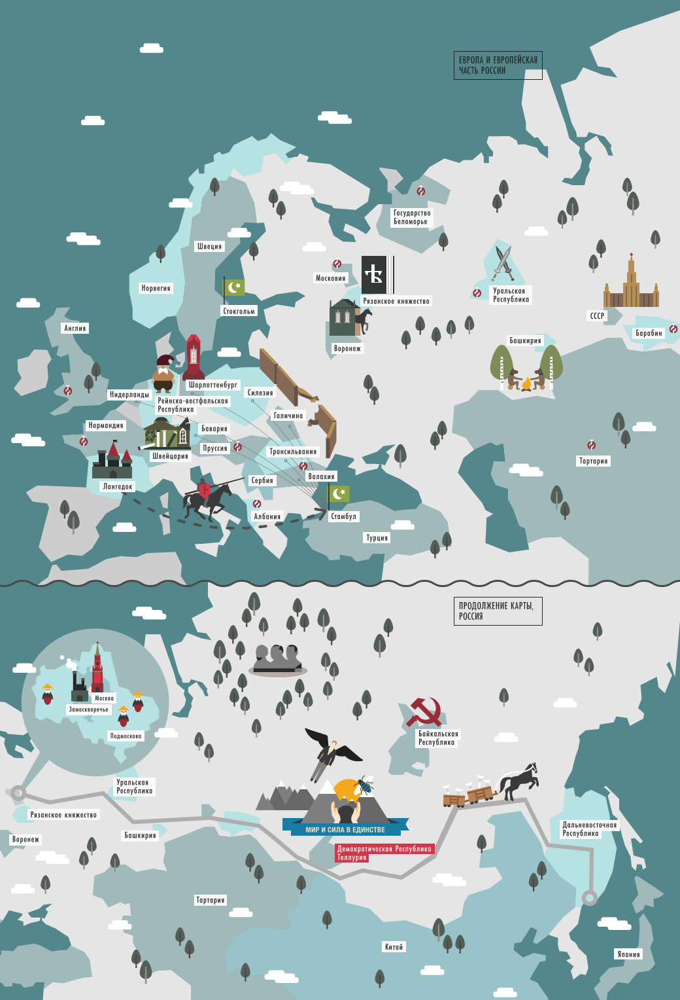 ЕВРОПА И ЕВРОПЕЙСКАЯ
ЧАСТЬ РОССИИ
Государство
Беломорье
Швеция
Норвегия
Московия
Рязанское княжество
Уральская
Республика
Стокгольм
СССР
Англия
Барабин
Воронеж
Башкирия
Шарлоттенбург
Нидерланды
Силезия
Рейнско-вестфальская
Республика
Галичина
Нормандия
Бавария
Пруссия
Трансильвания
Швейцария
Тартария
Валахия
Сербия
Лангедок
Албания
Стамбул
Турция
ПРОДОЛЖЕНИЕ КАРТЫ,
РОССИЯ
Москва
Замоскворечье
Подмоскова
Байкальская
Республика
Уральская
Республика
Рязанское княжество
Дальневосточная
Республика
МИР И СИЛА В ЕДИНСТВЕ
Воронеж
Башкирия
Демократическая Республика
Теллурия
Тартария
Китай
Япония